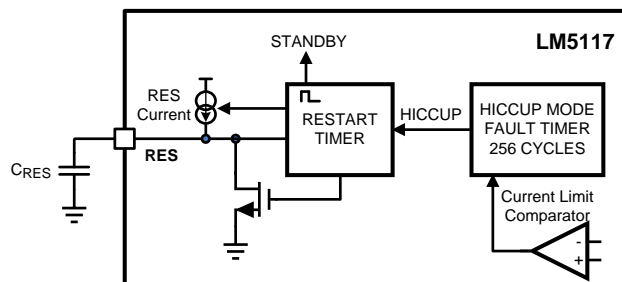 STANDBY
LM5117
RES
Current
RESTART
TIMER
HICCUP
HICCUP MODE
FAULT TIMER
256 CYCLES
RES
CRES
Current Limit
Comparator
-
+